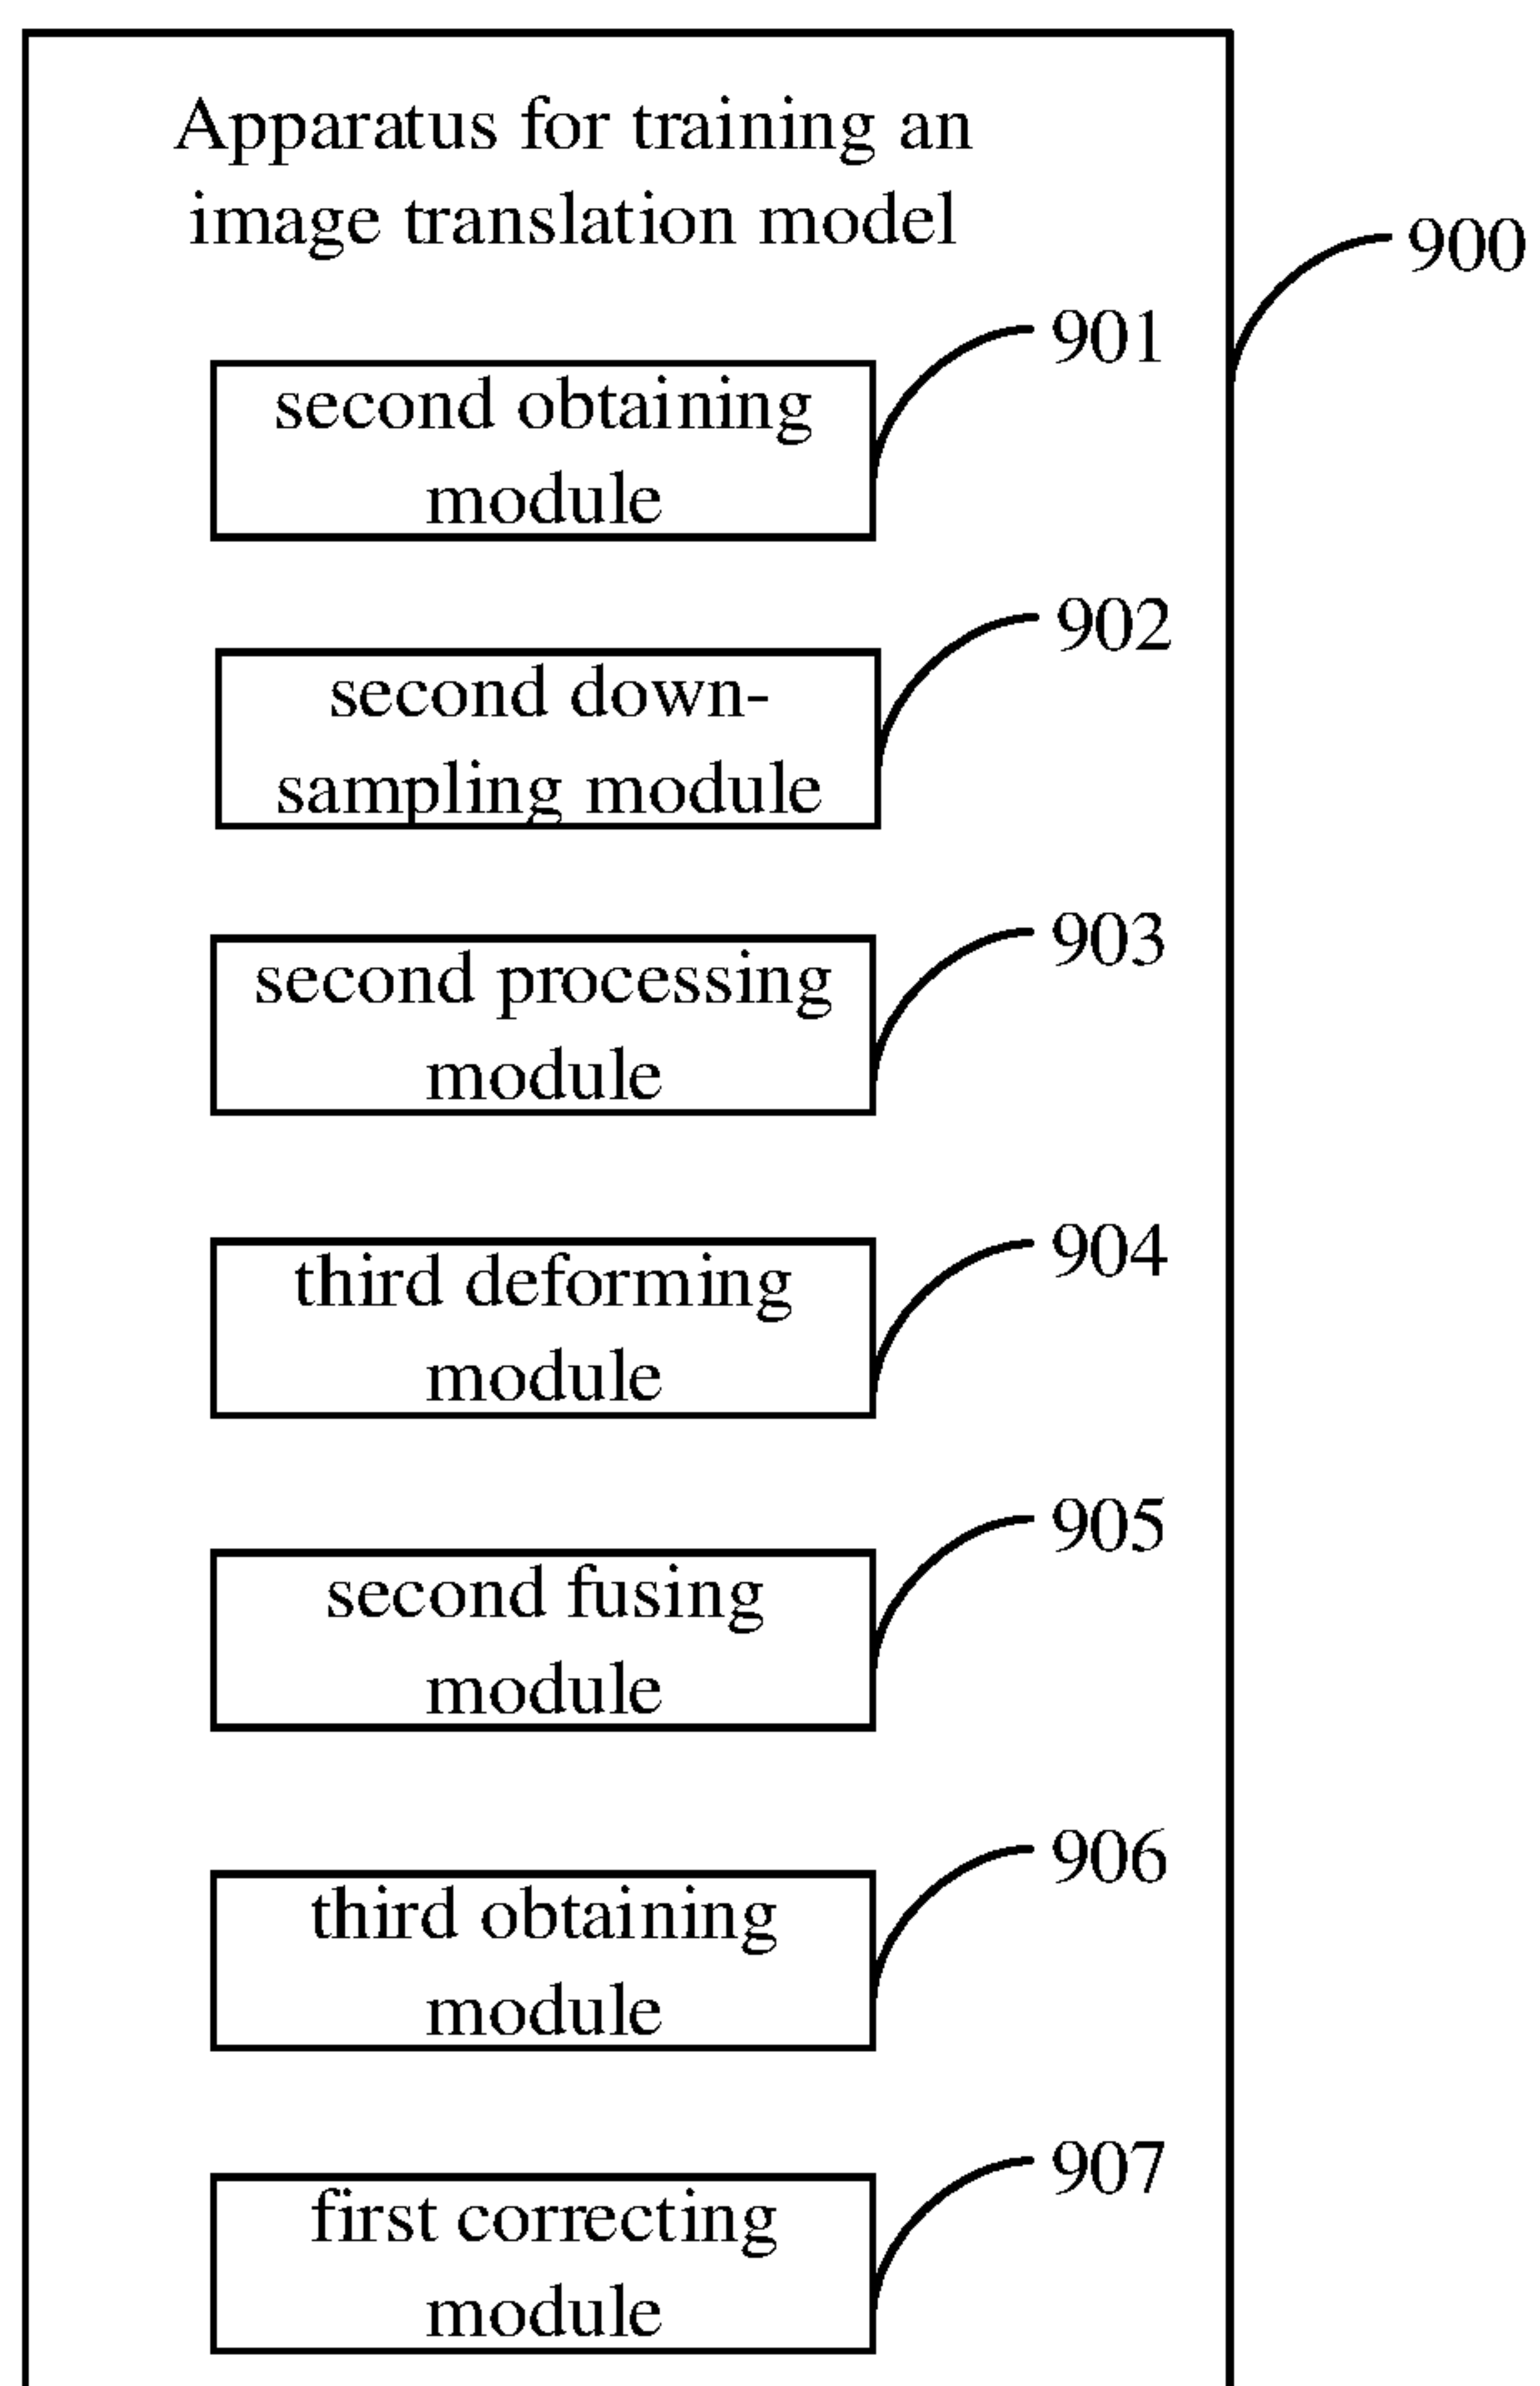 Apparatus for training an
image translation model
900
901
second obtaining
module
902
second down-
sampling module
903
second processing
module
904
third deforming
module
905
second fusing
module
906
third obtaining
module
907
first correcting
module